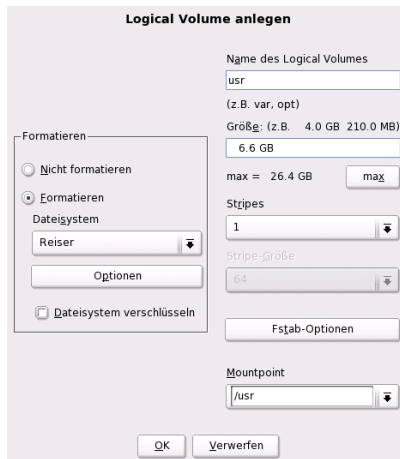 Logical Volume anlegen
Formatieren
Nicht formatieren
Formatieren
Dateisystem
Reiser
Optionen
Dateisystem verschlüsseln
Name des Logical Volumes
usr
(z.B. var, opt)
Größe: (z.B. 4.0 GB 210.0 MB)
6.6 GB
max = 26.4 GB
max
Stripes
1
Stripe-Größe
64
Fstab-Optionen
Mountpoint
/usr
OK
Verwerfen